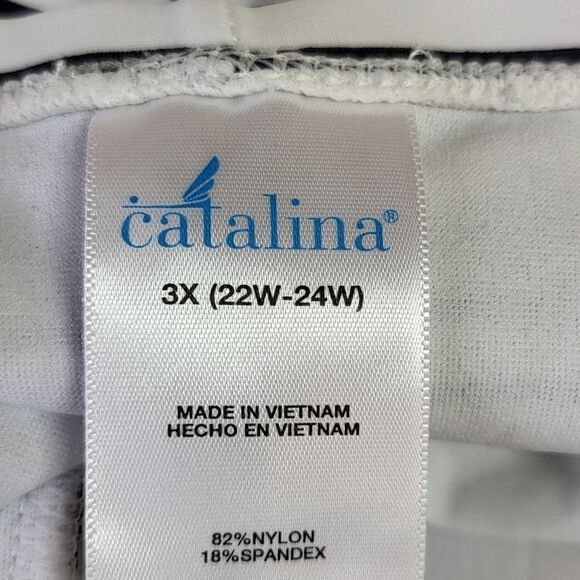 catalina®
3X (22W-24W)
MADE IN VIETNAM
HECHO EN VIETNAM
82%NYLON
18%SPANDEX